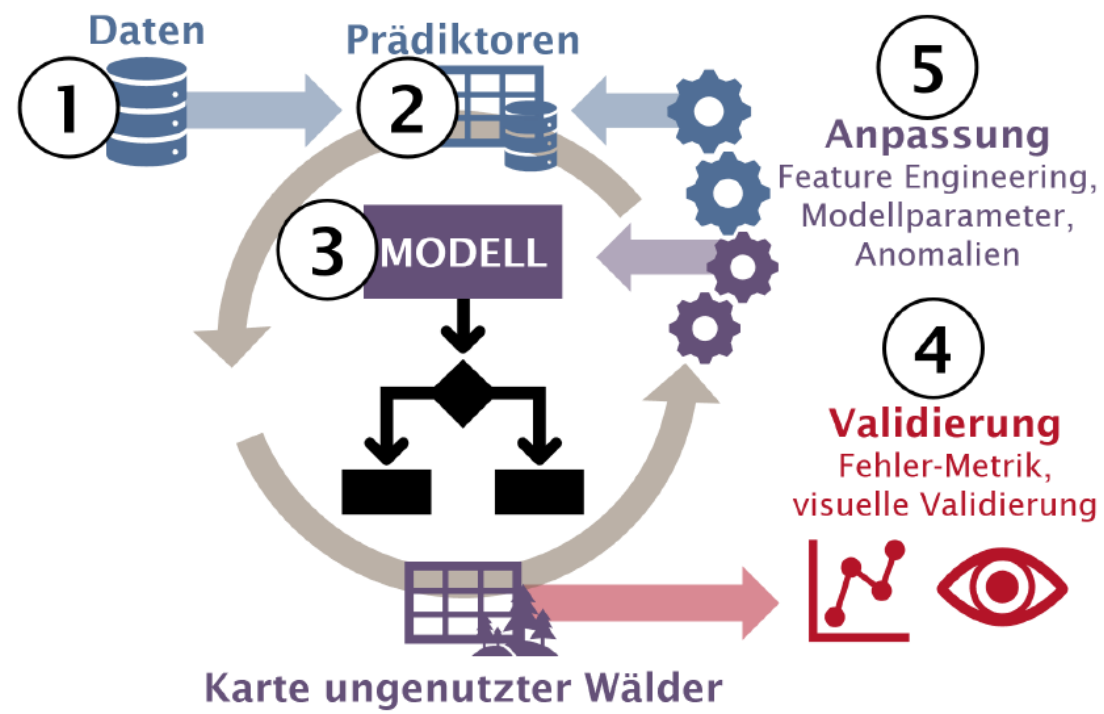 Daten
1
Prädiktoren
2
3
MODELL
Karte ungenutzter Wälder
5
Anpassung
Feature Engineering,
Modellparameter,
Anomalien
4
Validierung
Fehler-Metrik,
visuelle Validierung